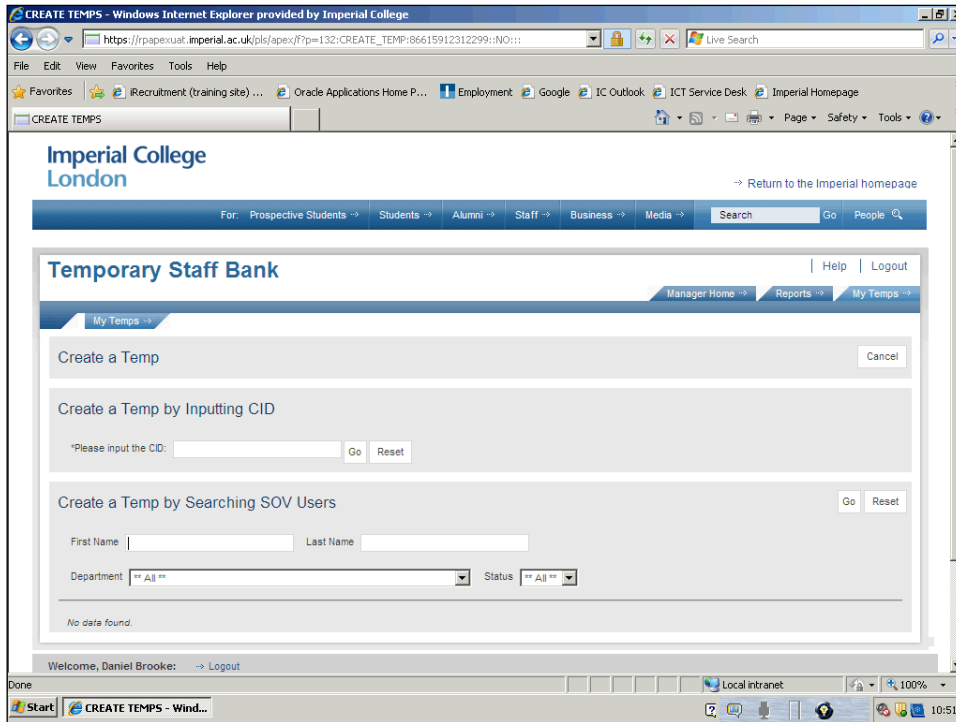 CREATE TEMPS - Windows Internet Explorer provided by Imperial College
https://rpapexuat.imperial.ac.uk/pls/apex/f?p=132:CREATE_TEMP:86615912312299::NO:::
Live Search
File Edit View Favorites Tools Help
Favorites iRecruitment (training site) ... Oracle Applications Home P... Employment Google IC Outlook ICT Service Desk Imperial Homepage
CREATE TEMPS Page Safety Tools
Imperial College
London
Return to the Imperial homepage
For: Prospective Students Students Alumni Staff Business Media Search Go People
Temporary Staff Bank
Help Logout
Manager Home Reports My Temps
My Temps
Create a Temp Cancel
Create a Temp by Inputting CID
*Please input the CID: Go Reset
Create a Temp by Searching SOV Users Go Reset
First Name Last Name
Department ** All ** Status ** All **
No data found.
Welcome, Daniel Brooke: Logout
Done Local intranet 100%
Start CREATE TEMPS - Wind... 10:51